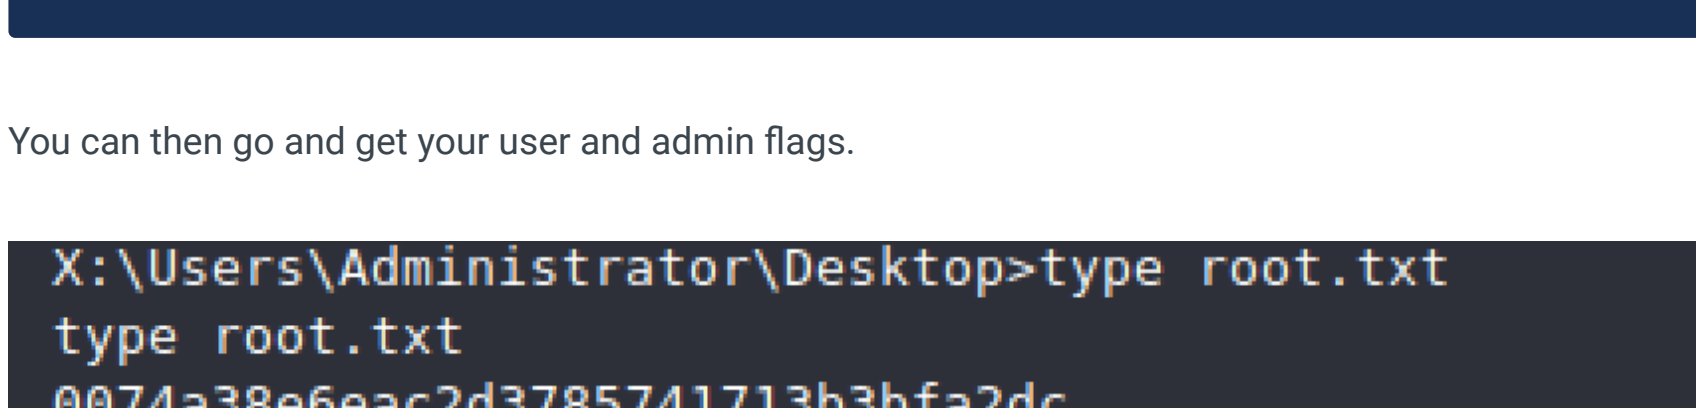 You can then go and get your user and admin flags.
X:\Users\Administrator\Desktop>type root.txt
type root.txt
0074a38e6eac2d3785741713b3bfa2dc